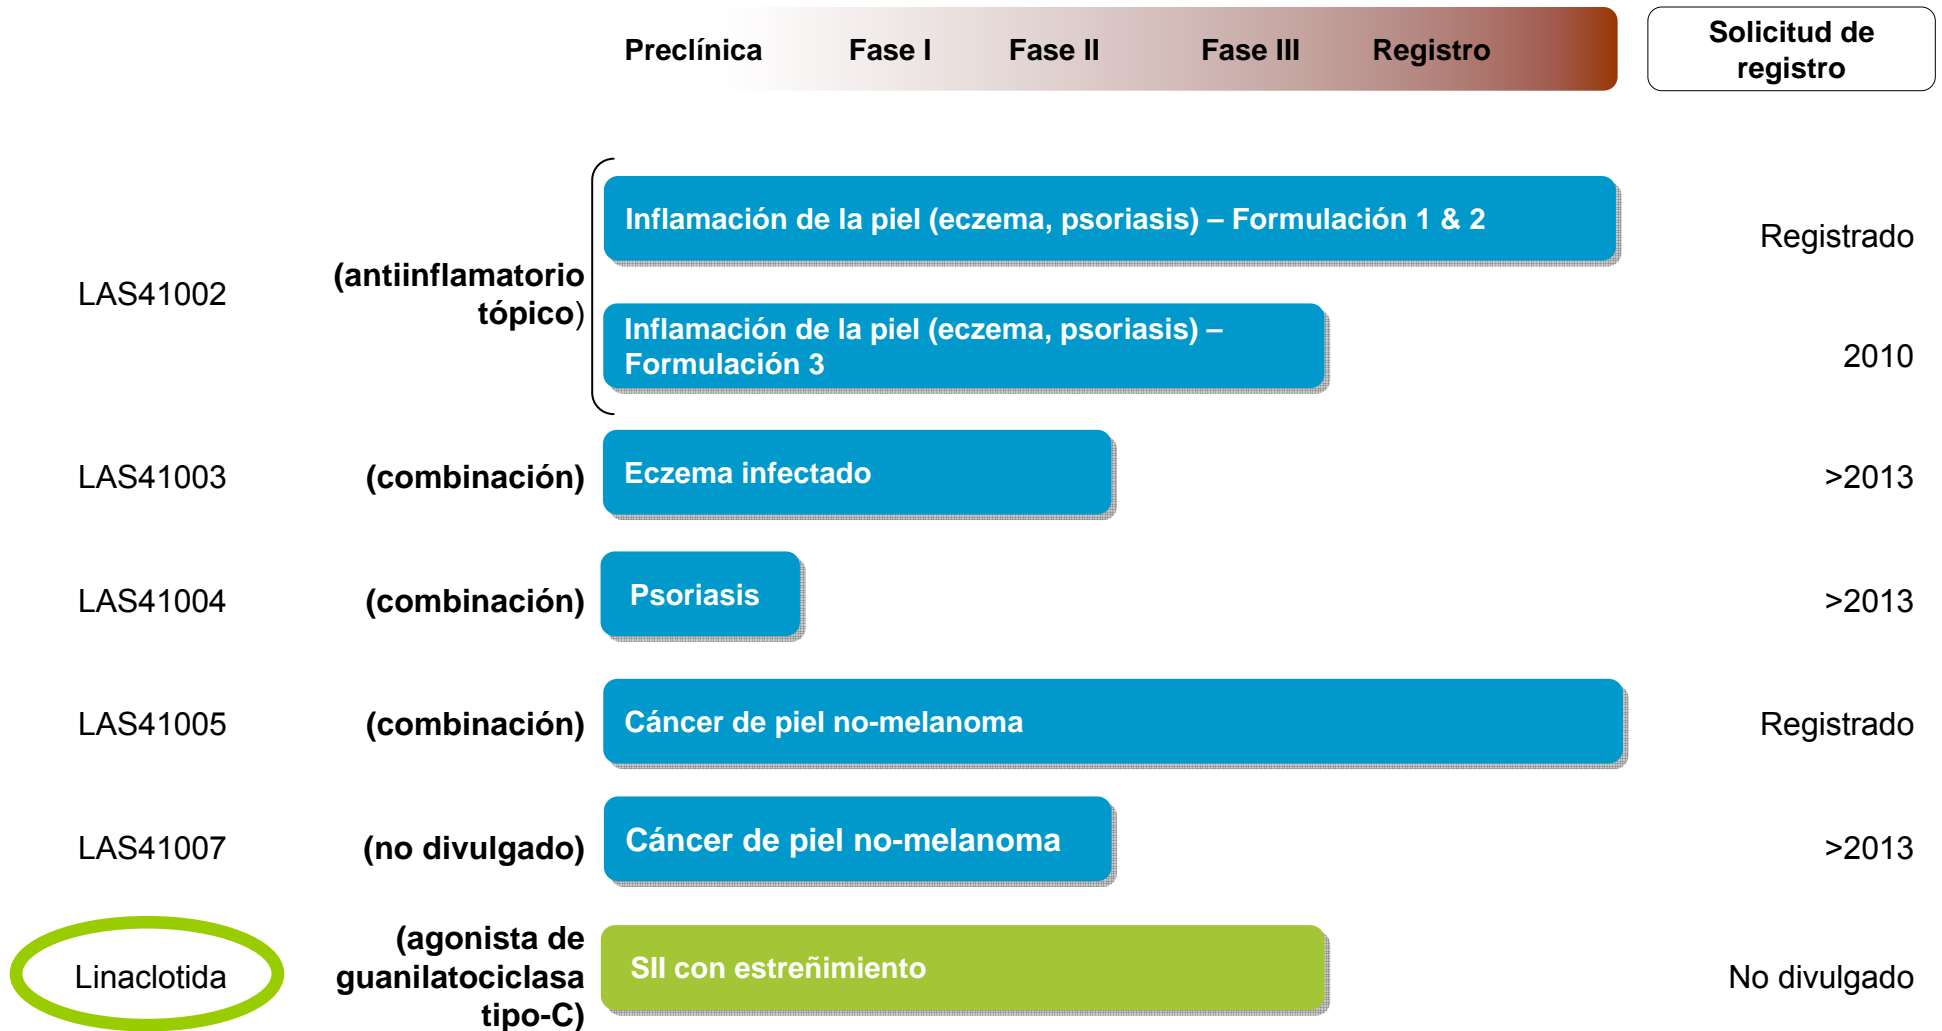 Preclínica Fase I Fase II Fase III Registro
Solicitud de
registro
LAS41002
(antiinflamatorio
tópico)
Inflamación de la piel (eczema, psoriasis) – Formulación 1 & 2
Registrado
Inflamación de la piel (eczema, psoriasis) –
Formulación 3
2010
LAS41003
(combinación)
Eczema infectado
>2013
LAS41004
(combinación)
Psoriasis
>2013
LAS41005
(combinación)
Cáncer de piel no-melanoma
Registrado
LAS41007
(no divulgado)
Cáncer de piel no-melanoma
>2013
Linaclotida
(agonista de
guanilatociclasa
tipo-C)
SII con estreñimiento
No divulgado